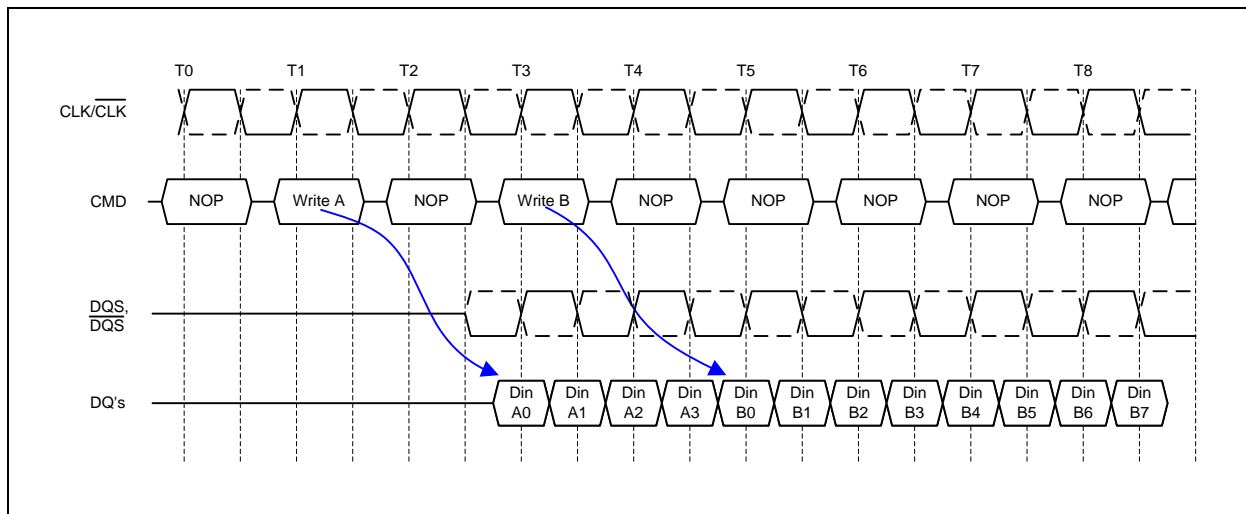 T0 T1 T2 T3 T4 T5 T6 T7 T8
CLK/CLK
CMD NOP Write A NOP Write B NOP NOP NOP NOP NOP
DQS,
DQS
DQ's
Din Din Din Din Din Din Din Din Din Din Din Din
A0 A1 A2 A3 B0 B1 B2 B3 B4 B5 B6 B7